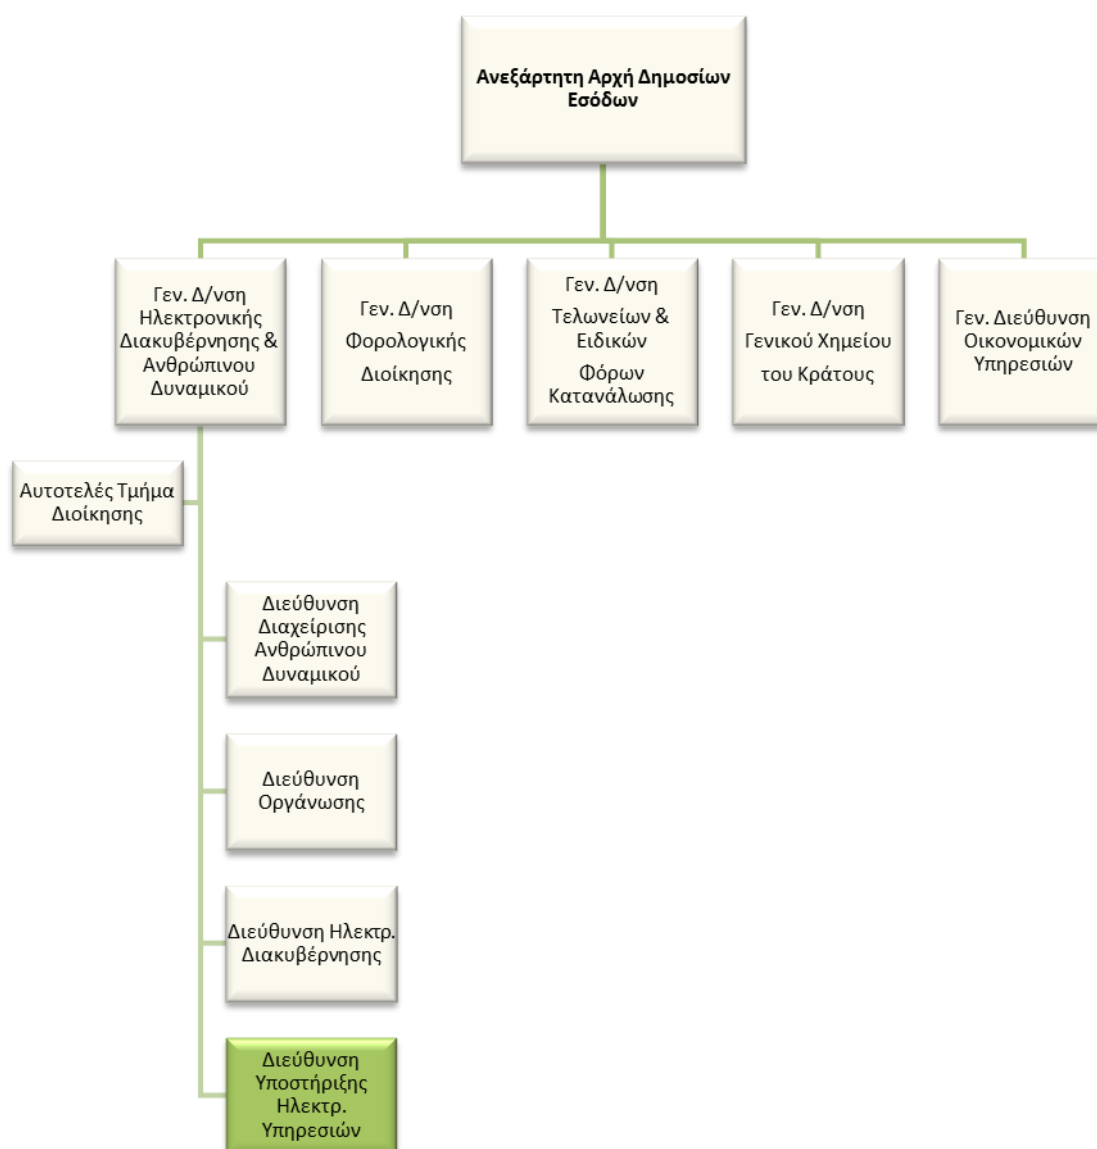 Ανεξάρτητη Αρχή Δημοσίων
Εσόδων
Γεν. Δ/νση
Ηλεκτρονικής
Διακυβέρνησης &
Ανθρώπινου
Δυναμικού
Γεν. Δ/νση
Φορολογικής
Διοίκησης
Γεν. Δ/νση
Τελωνείων &
Ειδικών
Φόρων
Κατανάλωσης
Γεν. Δ/νση
Γενικού Χημείου
του Κράτους
Γεν. Διεύθυνση
Οικονομικών
Υπηρεσιών
Αυτοτελές Τμήμα
Διοίκησης
Διεύθυνση
Διαχείρισης
Ανθρώπινου
Δυναμικού
Διεύθυνση
Οργάνωσης
Διεύθυνση Ηλεκτρ.
Διακυβέρνησης
Διεύθυνση
Υποστήριξης
Ηλεκτρ.
Υπηρεσιών